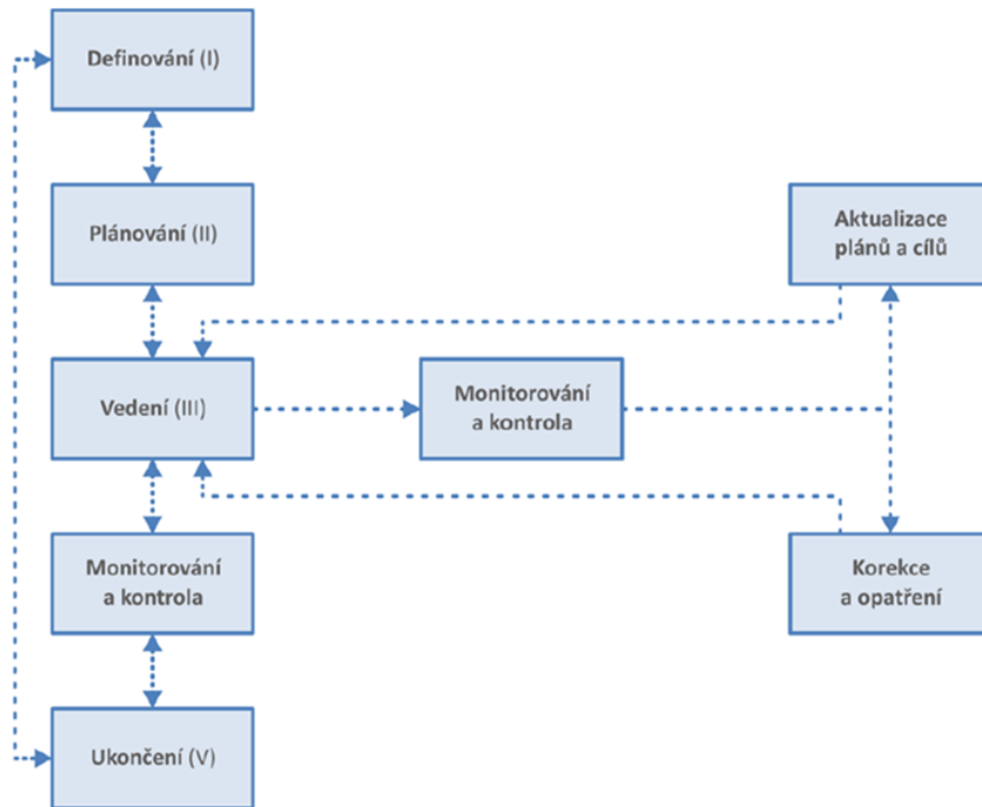 Definování (I)
Plánování (II)
Aktualizace
plánů a cílů
Vedení (III)
Monitorování
a kontrola
Monitorování
a kontrola
Korekce
a opatření
Ukončení (V)